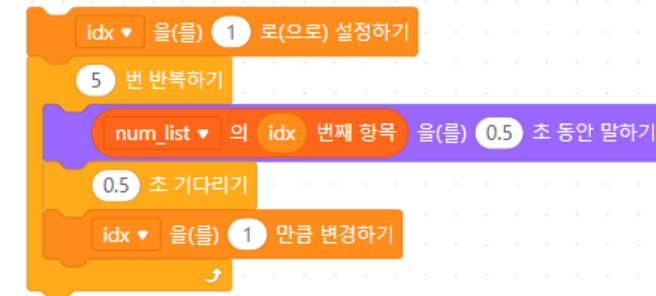 idx ▼ 을(를) 1 로(으로) 설정하기
5 번 반복하기
num_list ▼ 의 idx 번째 항목 을(를) 0.5 초 동안 말하기
0.5 초 기다리기
idx ▼ 을(를) 1 만큼 변경하기